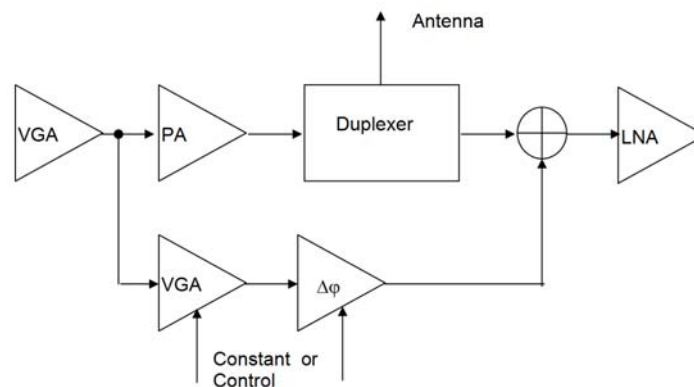 Antenna
VGA
PA
Duplexer
LNA
VGA
Δφ
Constant or
Control